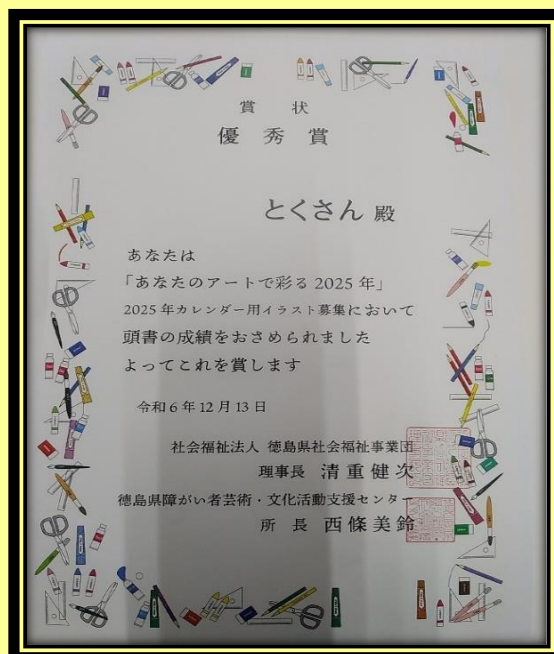 賞状
優秀賞
とくさん 殿
あなたは
「あなたのアートで彩る 2025 年」
2025 年カレンダー用イラスト募集において
頭書の成績をおさめられました
よってこれを賞します
令和 6 年 12 月 13 日
社会福祉法人 徳島県社会福祉事業団
理事長 清重健次
徳島県障がい者芸術・文化活動支援センター
所長 西條美鈴